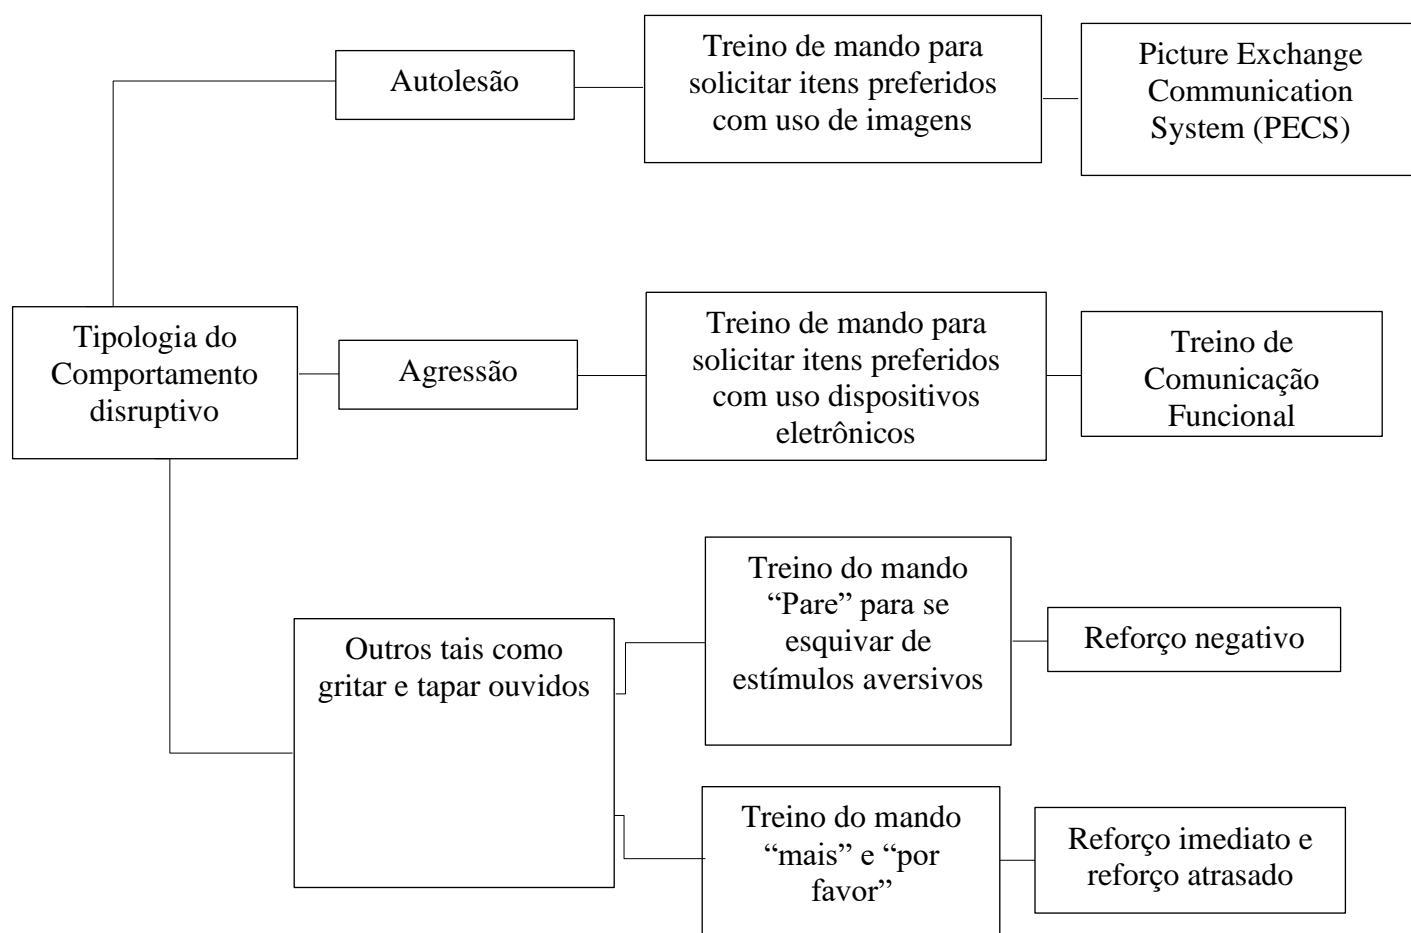 Autolesão
Treino de mando para
solicitar itens preferidos
com uso de imagens
Picture Exchange
Communication
System (PECS)
Tipologia do
Comportamento
disruptivo
Agressão
Treino de mando para
solicitar itens preferidos
com uso dispositivos
eletrônicos
Treino de
Comunicação
Funcional
Outros tais como
gritar e tapar ouvidos
Treino do mando
“Pare” para se
esquivar de
estímulos aversivos
Reforço negativo
Treino do mando
“mais” e “por
favor”
Reforço imediato e
reforço atrasado